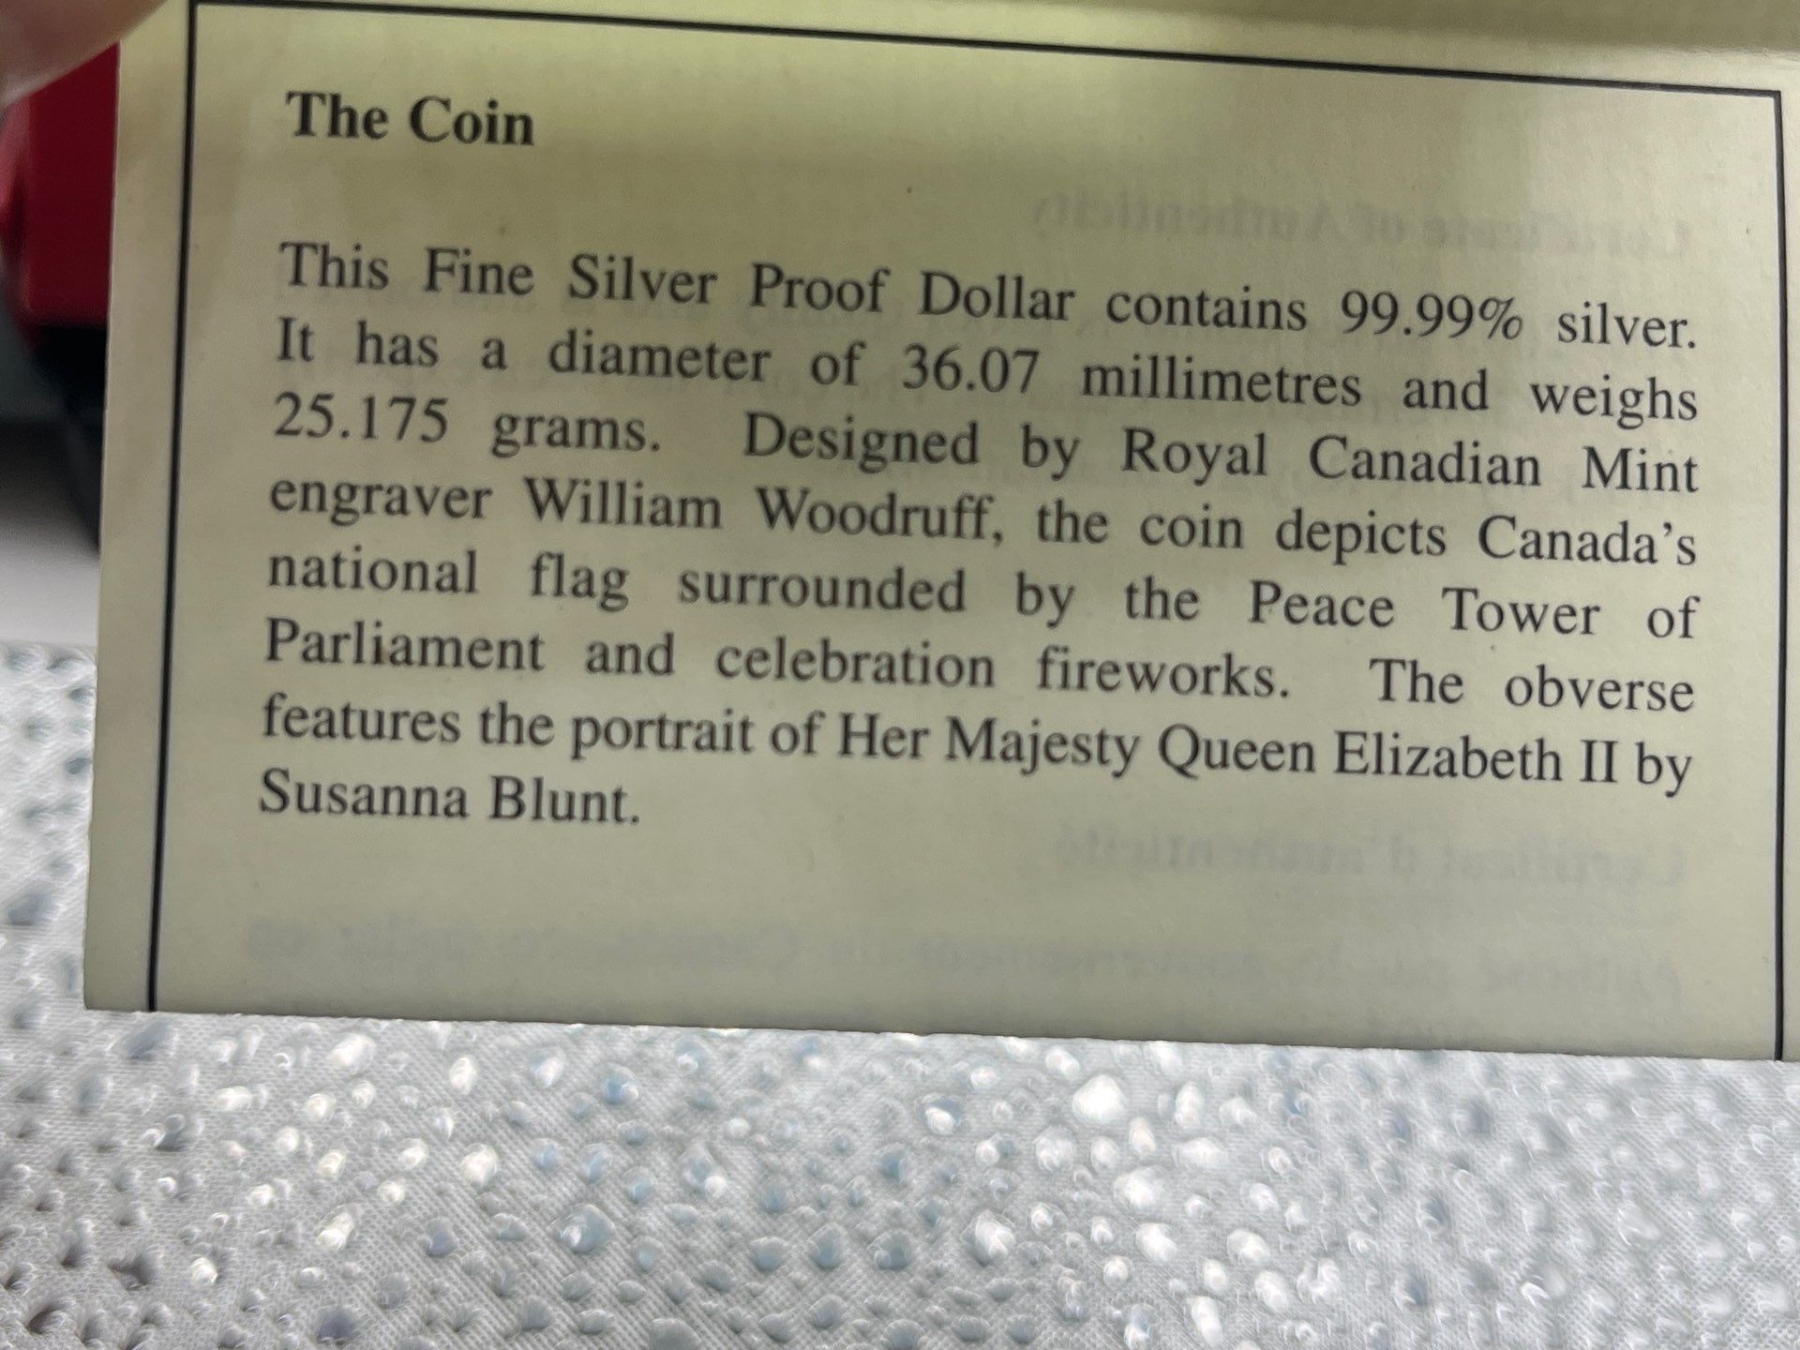 The Coin
This Fine Silver Proof Dollar contains 99.99% silver.
It has a diameter of 36.07 millimetres and weighs
25.175 grams. Designed by Royal Canadian Mint
engraver William Woodruff, the coin depicts Canada's
national flag surrounded by the Peace Tower of
Parliament and celebration fireworks. The obverse
features the portrait of Her Majesty Queen Elizabeth II by
Susanna Blunt.